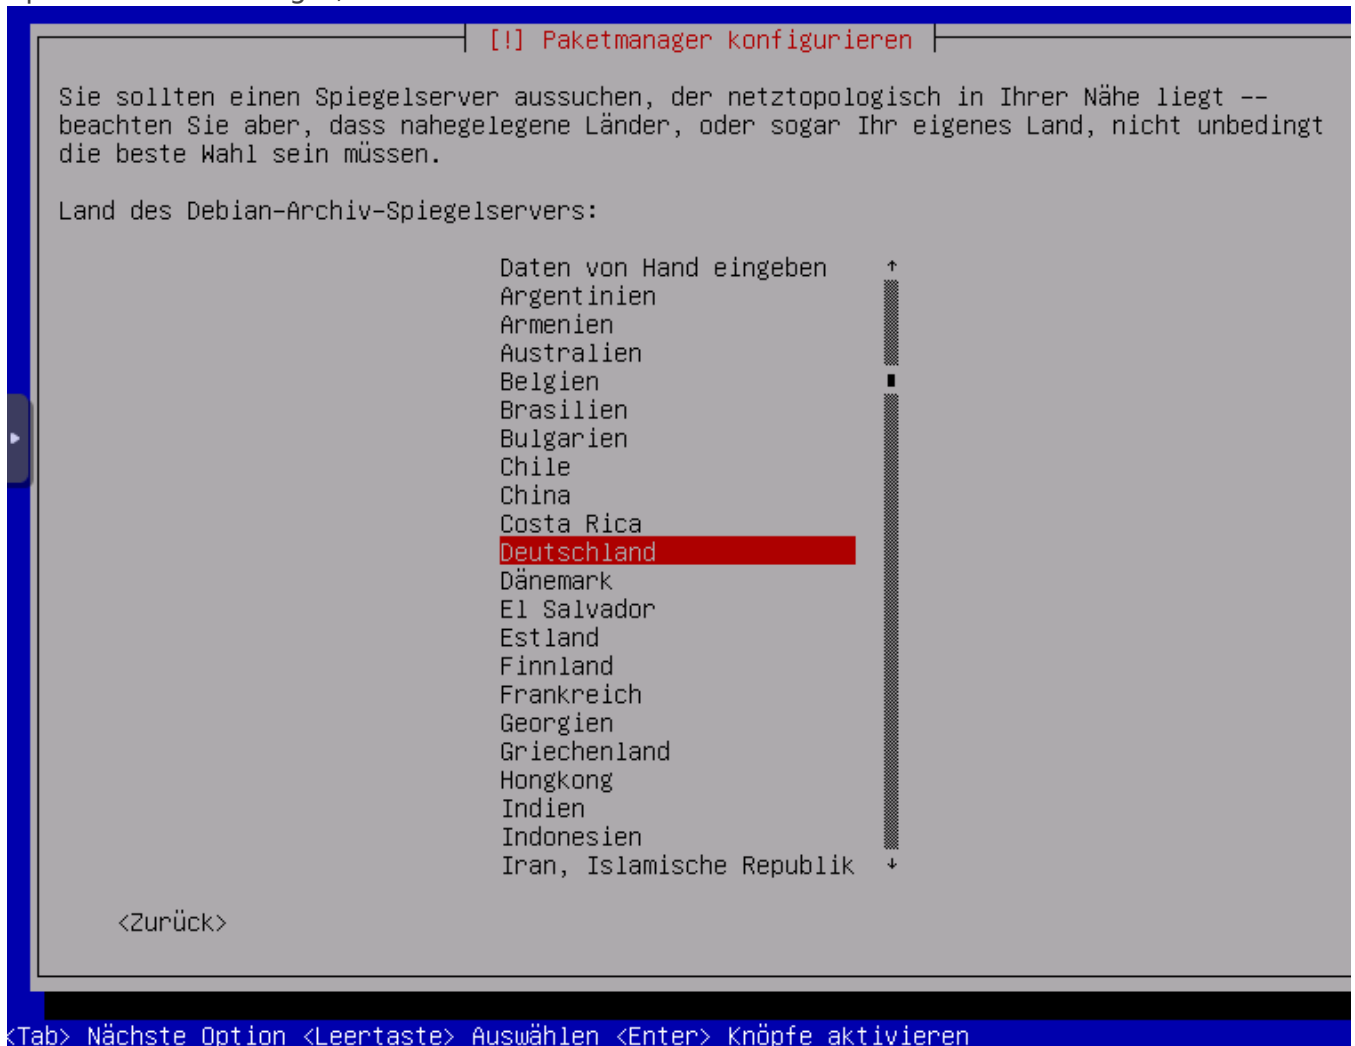 [!] Paketmanager konfigurieren
Sie sollten einen Spiegelserver aussuchen, der netztopologisch in Ihrer Nähe liegt --
beachten Sie aber, dass nahegelegene Länder, oder sogar Ihr eigenes Land, nicht unbedingt
die beste Wahl sein müssen.
Land des Debian-Archiv-Spiegelservers:
Daten von Hand eingeben
Argentinien
Armenien
Australien
Belgien
Brasilien
Bulgarien
Chile
China
Costa Rica
Deutschland
Dänemark
El Salvador
Estland
Finnland
Frankreich
Georgien
Griechenland
Hongkong
Indien
Indonesien
Iran, Islamische Republik
<Zurück>
<Tab> Nächste Option <Leertaste> Auswählen <Enter> Knöpfe aktivieren